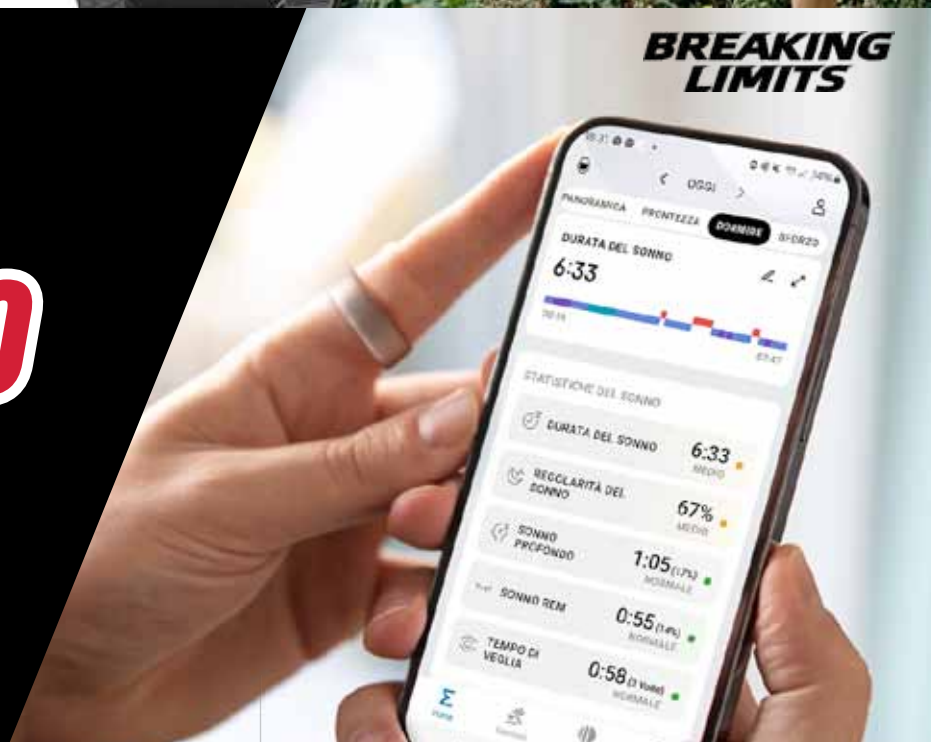 BREAKING
LIMITS
OGGI
PANORAMICA PRONTEZZA DORMIRE SFORZO
DURATA DEL SONNO
6:33
07:47
STATISTICHE DEL SONNO
DURATA DEL SONNO 6:33
MEDIO
REGOLARITÀ DEL
SONNO 67%
MEDIO
SONNO
PROFONDO 1:05 (17%)
NORMALE
SONNO REM 0:55 (14%)
NORMALE
TEMPO DI
VEGLIA 0:58
NORMALE